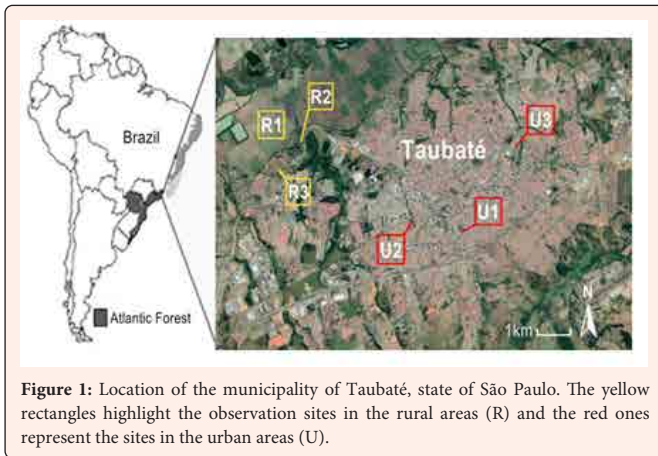 Brazil
Atlantic Forest
R1
R2
R3
Taubaté
U3
U1
U2
N
1km
Figure 1: Location of the municipality of Taubaté, state of São Paulo. The yellow
rectangles highlight the observation sites in the rural areas (R) and the red ones
represent the sites in the urban areas (U).